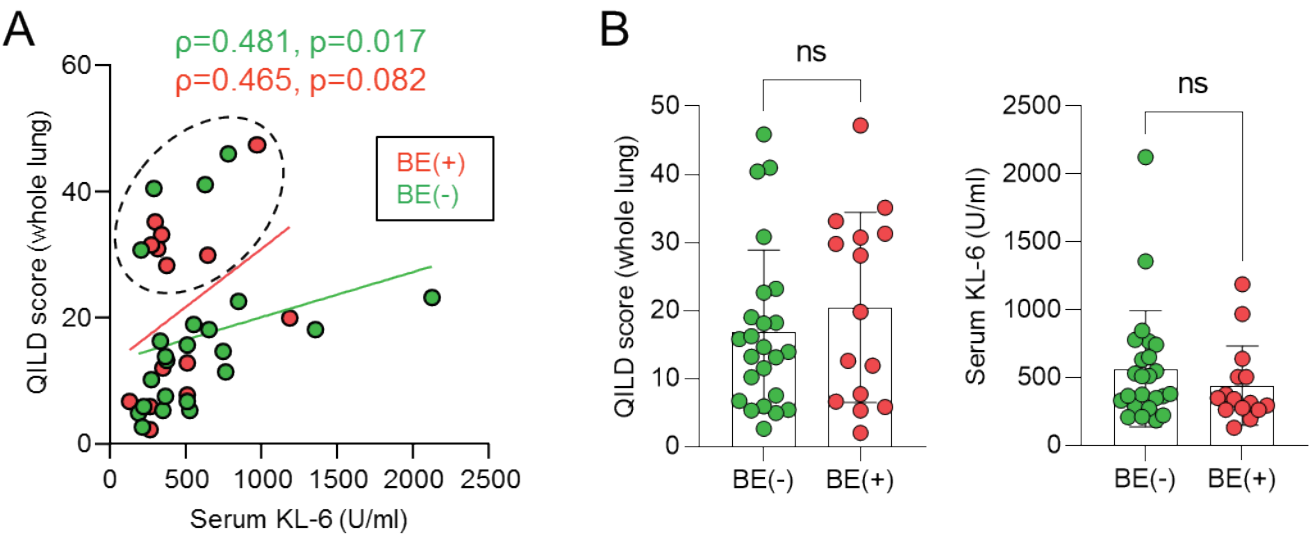 A
ρ=0.481, p=0.017
ρ=0.465, p=0.082
60
40
20
0
QILD score (whole lung)
BE(+)
BE(-)
0 500 1000 1500 2000 2500
Serum KL-6 (U/ml)
B
ns
50
40
30
20
10
0
QILD score (whole lung)
BE(-) BE(+)
ns
2500
2000
1500
1000
500
0
Serum KL-6 (U/ml)
BE(-) BE(+)